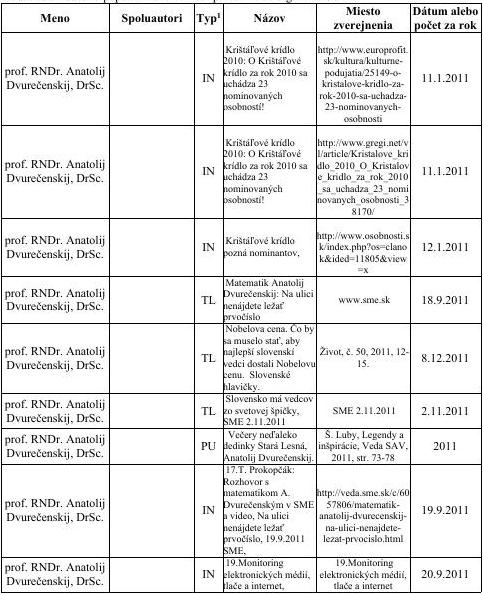 Meno Spoluautori Typ¹ Názov Miesto zverejnenia Dátum alebo počet za rok
prof. RNDr. Anatolij
Dvurečenskij, DrSc.
IN
Krištáľové krídlo
2010: O Krištáľové
krídlo za rok 2010 sa
uchádza 23
nominovaných
osobností!
http://www.europrofit.
sk/kultura/kulturne-
podujatia/25149-o-
kristalove-kridlo-za-
rok-2010-sa-uchadza-
23-nominovanych-
osobnosti
11.1.2011
prof. RNDr. Anatolij
Dvurečenskij, DrSc.
IN
Krištáľové krídlo
2010: O Krištáľové
krídlo za rok 2010 sa
uchádza 23
nominovaných
osobností!
http://www.gregi.net/v
l/article/Kristalove_kri
dlo_2010_O_Kristalov
e_kridlo_za_rok_2010
_sa_uchadza_23_nomi
novanych_osobnosti_3
8170/
11.1.2011
prof. RNDr. Anatolij
Dvurečenskij, DrSc.
IN
Krištáľové krídlo
pozná nominantov,
http://www.osobnosti.s
k/index.php?os=clano
k&ided=11805&view
=x
12.1.2011
prof. RNDr. Anatolij
Dvurečenskij, DrSc.
TL
Matematik Anatolij
Dvurečenskij: Na ulici
nenájdete ležať
prvočíslo
www.sme.sk
18.9.2011
prof. RNDr. Anatolij
Dvurečenskij, DrSc.
TL
Nobelova cena. Čo by
sa muselo stať, aby
najlepší slovenskí
vedci dostali Nobelovu
cenu. Slovenské
hlavičky.
Život, č. 50, 2011, 12-
15.
8.12.2011
prof. RNDr. Anatolij
Dvurečenskij, DrSc.
TL
Slovensko má vedcov
zo svetovej špičky,
SME 2.11.2011
SME 2.11.2011
2.11.2011
prof. RNDr. Anatolij
Dvurečenskij, DrSc.
PU
Večery neďaleko
dedinky Stará Lesná,
Anatolij Dvurečenskij.
Š. Luby, Legendy a
inšpirácie, Veda SAV,
2011, str. 73-78
2011
prof. RNDr. Anatolij
Dvurečenskij, DrSc.
IN
17.T. Prokopčák:
Rozhovor s
matematikom A.
Dvurečenským v SME
a video, Na ulici
nenájdete ležať
prvočíslo, 19.9.2011
SME,
http://veda.sme.sk/c/60
57806/matematik-
anatolij-dvurecenskij-
na-ulici-nenajdete-
lezat-prvocislo.html
19.9.2011
prof. RNDr. Anatolij
Dvurečenskij, DrSc.
IN
19.Monitoring
elektronických médií,
tlače a internet,
19.Monitoring
elektronických médií,
tlače a internet
20.9.2011